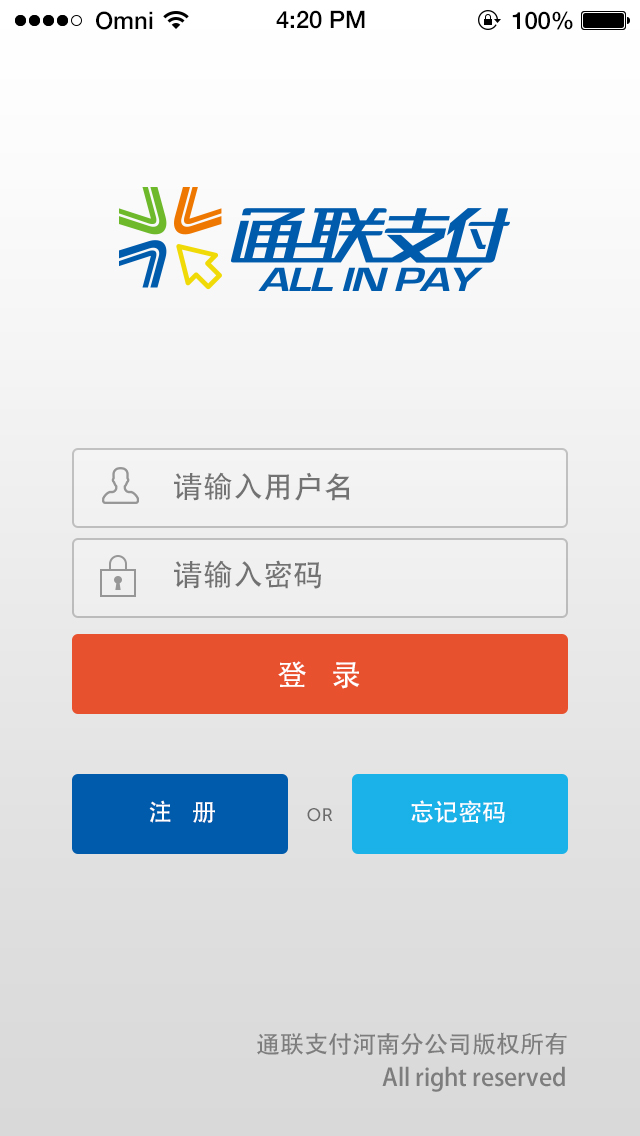 Omni 4:20 PM 100%
通联支付
ALL IN PAY
请输入用户名
请输入密码
登 录
注 册 OR 忘记密码
通联支付河南分公司版权所有
All right reserved